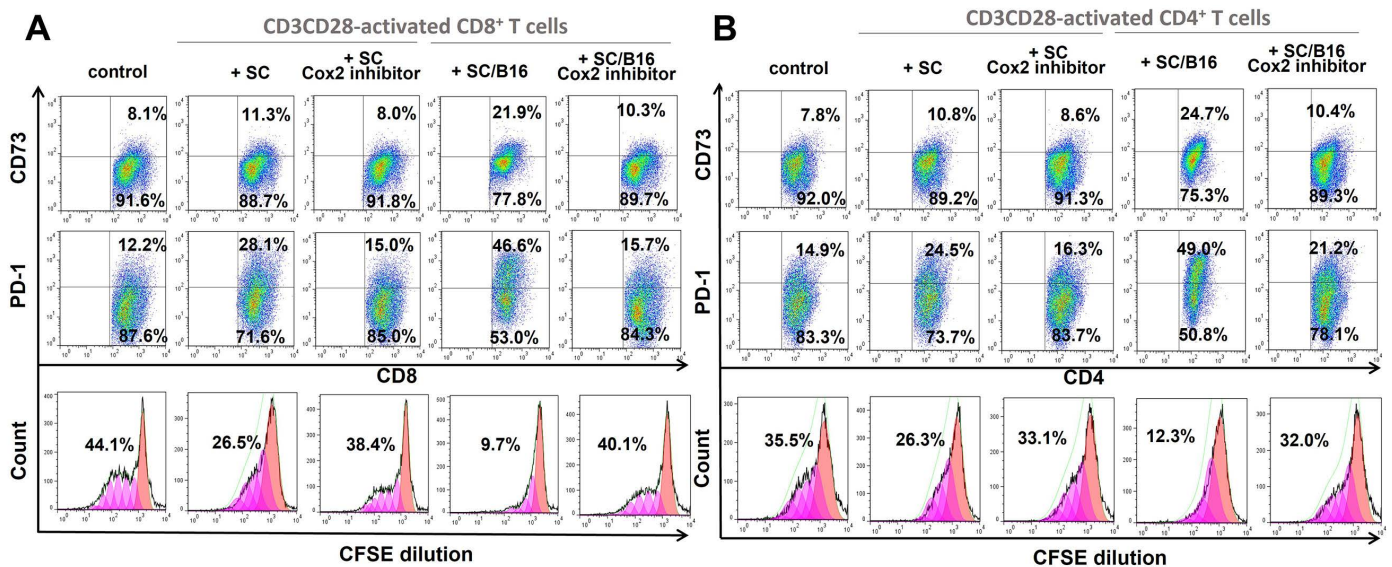 A
CD3CD28-activated CD8⁺ T cells
control
+ SC
+ SC
Cox2 inhibitor
+ SC/B16
+ SC/B16
Cox2 inhibitor
CD73
8.1%
11.3%
8.0%
21.9%
10.3%
91.6%
88.7%
91.8%
77.8%
89.7%
PD-1
12.2%
28.1%
15.0%
46.6%
15.7%
87.6%
71.6%
85.0%
53.0%
84.3%
CD8
Count
44.1%
26.5%
38.4%
9.7%
40.1%
CFSE dilution
B
CD3CD28-activated CD4⁺ T cells
control
+ SC
+ SC
Cox2 inhibitor
+ SC/B16
+ SC/B16
Cox2 inhibitor
CD73
7.8%
10.8%
8.6%
24.7%
10.4%
92.0%
89.2%
91.3%
75.3%
89.3%
PD-1
14.9%
24.5%
16.3%
49.0%
21.2%
83.3%
73.7%
83.7%
50.8%
78.1%
CD4
Count
35.5%
26.3%
33.1%
12.3%
32.0%
CFSE dilution